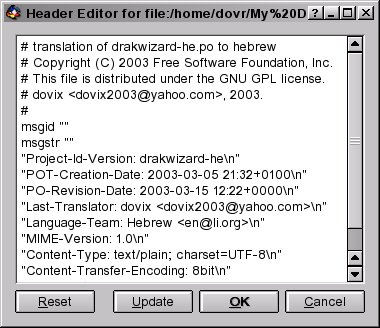 Header Editor for file:/home/dovr/My%20D
# translation of drakwizard-he.po to hebrew
# Copyright (C) 2003 Free Software Foundation, Inc.
# This file is distributed under the GNU GPL license.
# dovix <dovix2003@yahoo.com>, 2003.
#
msgid ""
msgstr ""
"Project-Id-Version: drakwizard-he\n"
"POT-Creation-Date: 2003-03-05 21:32+0100\n"
"PO-Revision-Date: 2003-03-15 12:22+0000\n"
"Last-Translator: dovix <dovix2003@yahoo.com>\n"
"Language-Team: Hebrew <en@li.org>\n"
"MIME-Version: 1.0\n"
"Content-Type: text/plain; charset=UTF-8\n"
"Content-Transfer-Encoding: 8bit\n"
Reset Update OK Cancel